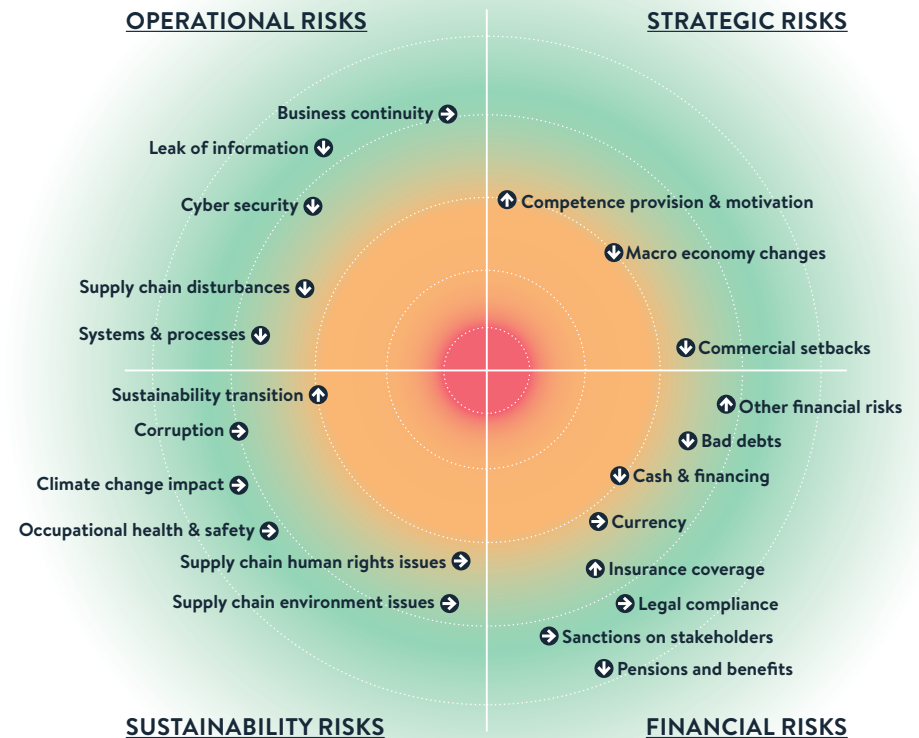 OPERATIONAL RISKS
Business continuity
Leak of information
Cyber security
Supply chain disturbances
Systems & processes
STRATEGIC RISKS
Competence provision & motivation
Macro economy changes
Commercial setbacks
Sustainability transition
Corruption
Climate change impact
Occupational health & safety
Supply chain human rights issues
Supply chain environment issues
SUSTAINABILITY RISKS
Other financial risks
Bad debts
Cash & financing
Currency
Insurance coverage
Legal compliance
Sanctions on stakeholders
Pensions and benefits
FINANCIAL RISKS